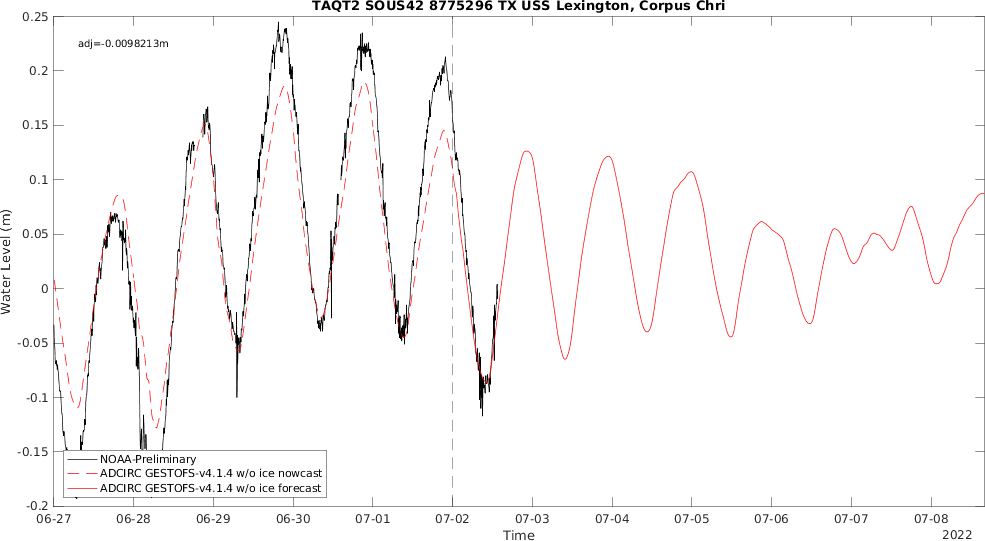 TAQT2 SOUS42 8775296 TX USS Lexington, Corpus Chri
adj=-0.0098213m
0.25
0.2
0.15
0.1
0.05
0
-0.05
-0.1
-0.15
-0.2
Water Level (m)
NOAA-Preliminary
ADCIRC GESTOFS-v4.1.4 w/o ice nowcast
ADCIRC GESTOFS-v4.1.4 w/o ice forecast
06-27 06-28 06-29 06-30 07-01 07-02 07-03 07-04 07-05 07-06 07-07 07-08
Time
2022